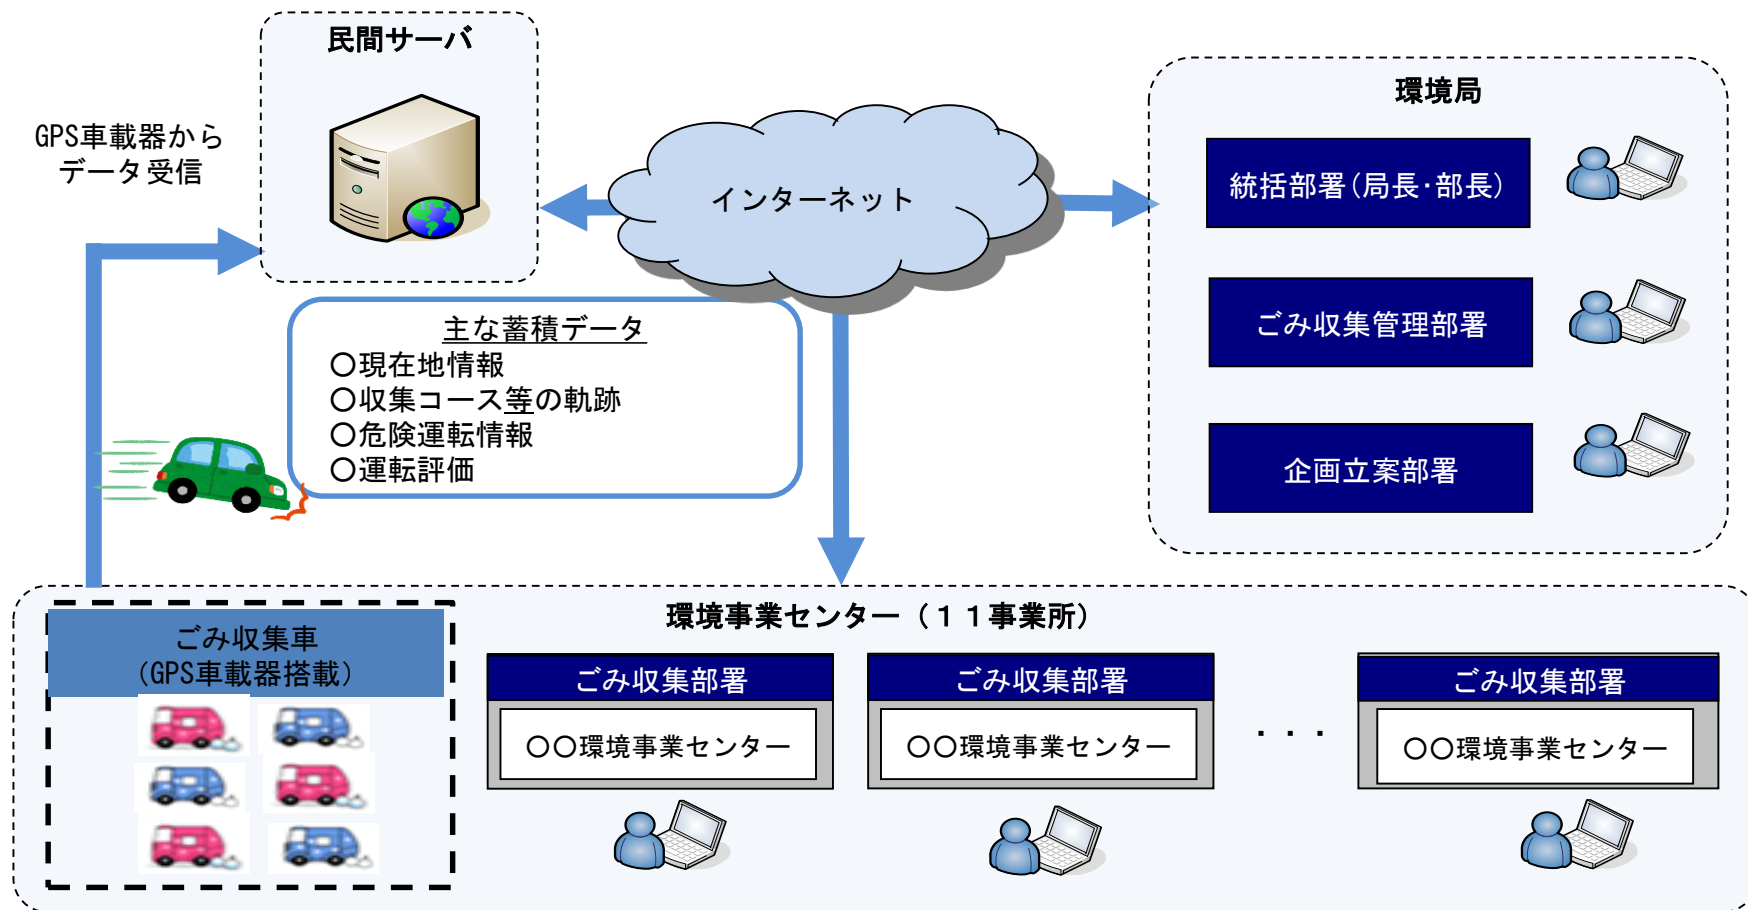 民間サーバ
GPS車載器から
データ受信
インターネット
環境局
統括部署(局長・部長)
ごみ収集管理部署
企画立案部署
主な蓄積データ
〇現在地情報
〇収集コース等の軌跡
〇危険運転情報
〇運転評価
環境事業センター（１１事業所）
ごみ収集車
(GPS車載器搭載)
ごみ収集部署
〇〇環境事業センター
ごみ収集部署
〇〇環境事業センター
・・・
ごみ収集部署
〇〇環境事業センター